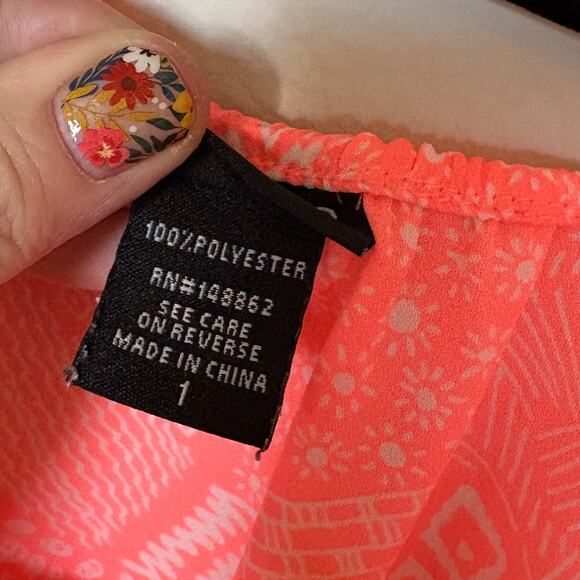 100%POLYESTER
RN#148862
SEE CARE
ON REVERSE
MADE IN CHINA
1